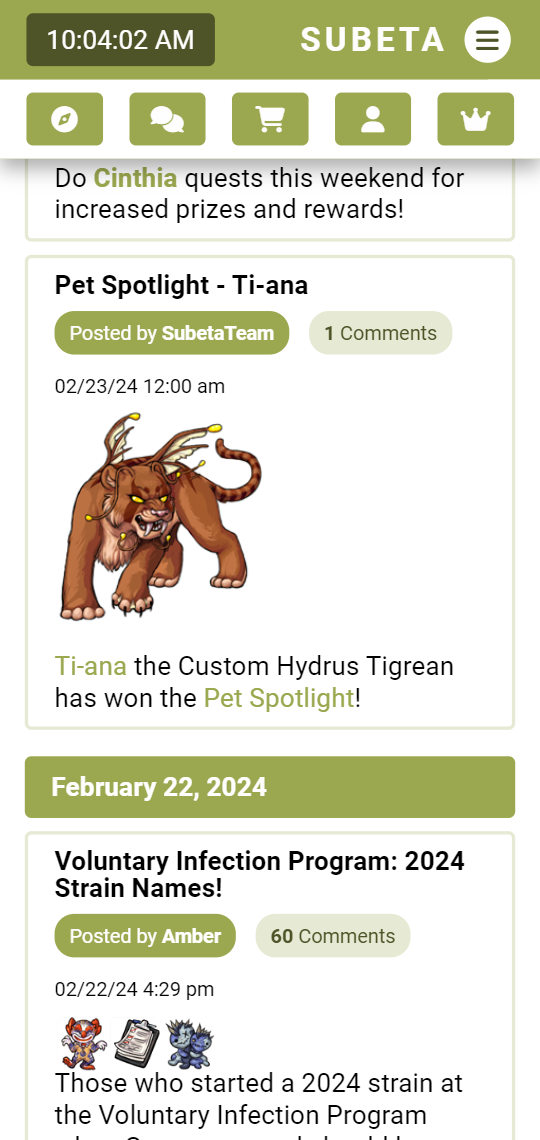 10:04:02 AM
SUBETA
Do Cinthia quests this weekend for
increased prizes and rewards!
Pet Spotlight - Ti-ana
Posted by SubetaTeam
1 Comments
02/23/24 12:00 am
Ti-ana the Custom Hydrus Tigrean
has won the Pet Spotlight!
February 22, 2024
Voluntary Infection Program: 2024
Strain Names!
Posted by Amber
60 Comments
02/22/24 4:29 pm
Those who started a 2024 strain at
the Voluntary Infection Program